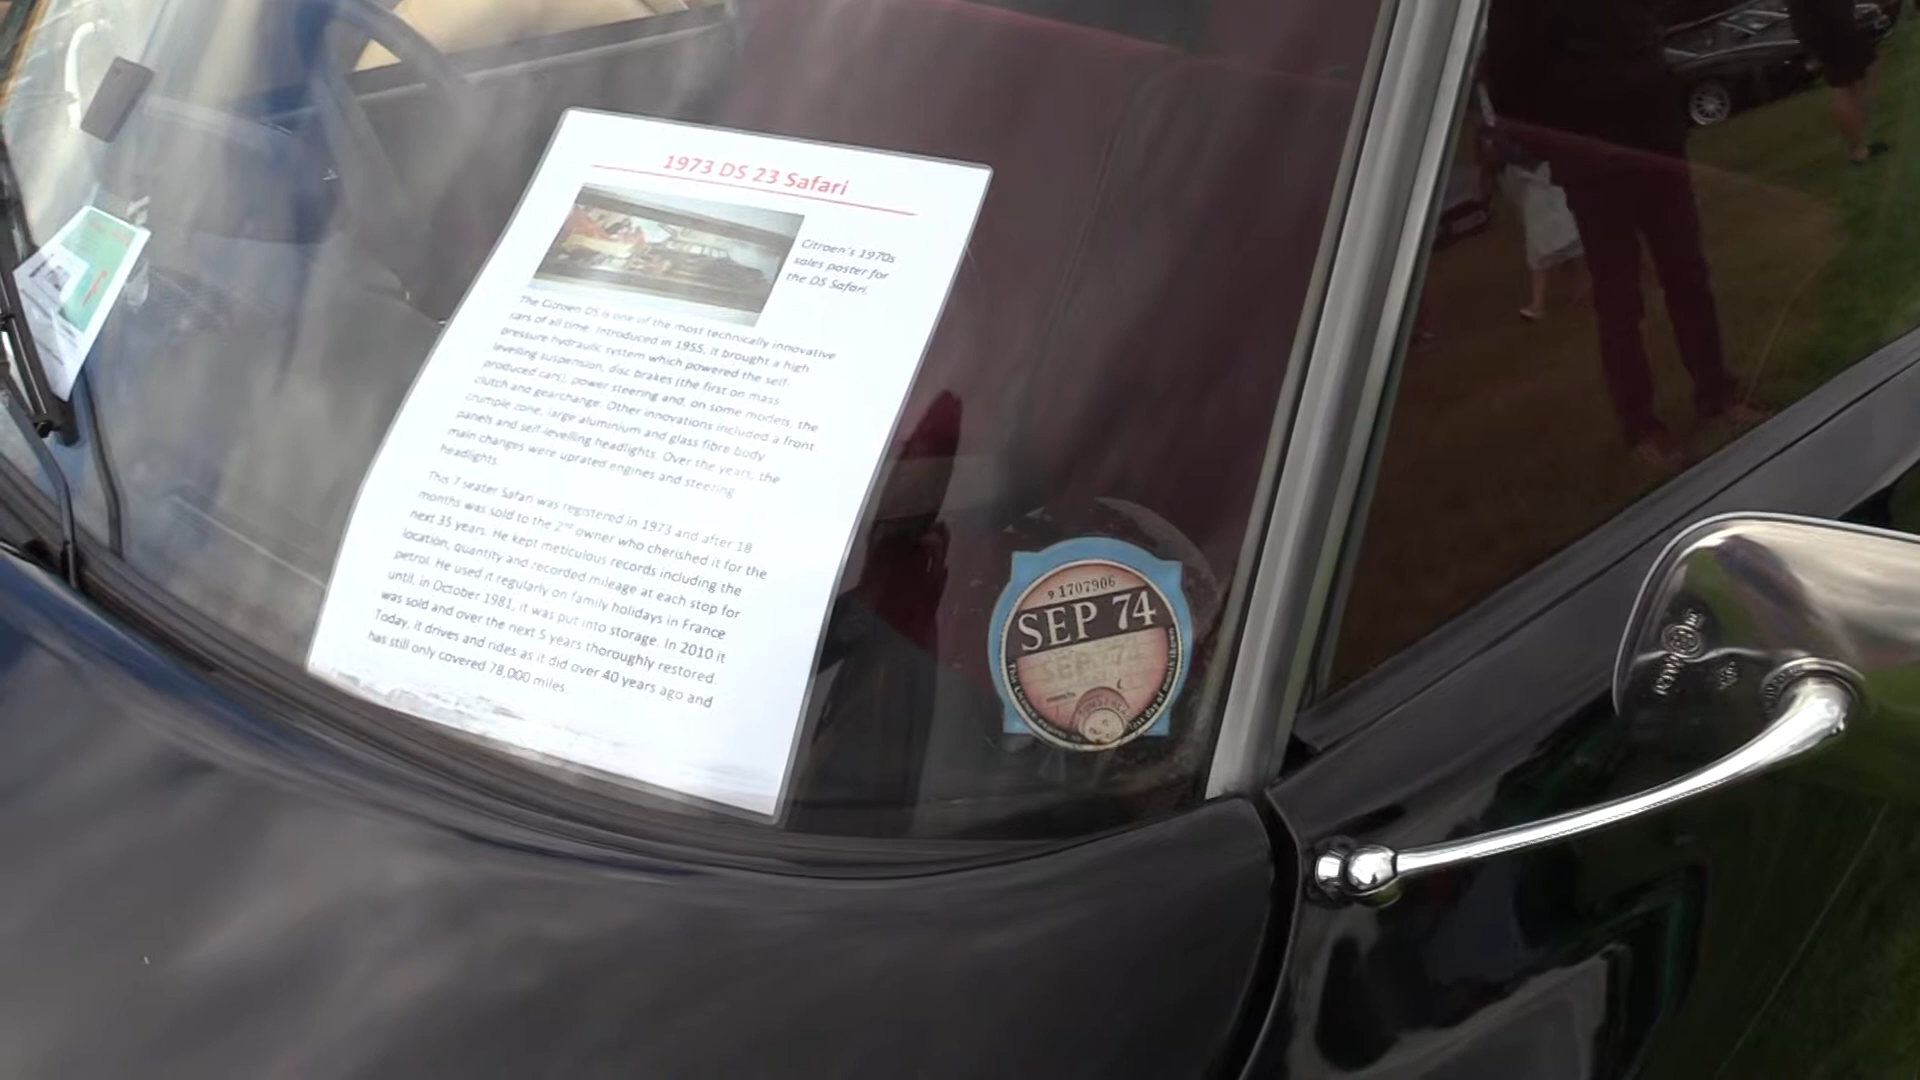 1973 DS 23 Safari
Citroen's 1970s
sales poster for
the DS Safari.
The Citroen DS is one of the most technically innovative
cars of all time. Introduced in 1955, it brought a high
pressure hydraulic system which powered the self-
levelling suspension, disc brakes (the first on mass
produced cars), power steering and, on some models, the
clutch and gearchange. Other innovations included a front
crumple zone, large aluminium and glass fibre body
panels and self-levelling headlights. Over the years, the
main changes were uprated engines and steering
headlights.
This 7 seater Safari was registered in 1973 and after 18
months was sold to the 2nd owner who cherished it for the
next 35 years. He kept meticulous records including the
location, quantity and recorded mileage at each stop for
petrol. He used it regularly on family holidays in France
until, in October 1981, it was put into storage. In 2010 it
was sold and over the next 5 years thoroughly restored.
Today, it drives and rides as it did over 40 years ago and
has still only covered 78,000 miles.
9 1707906
SEP 74
SEP 74